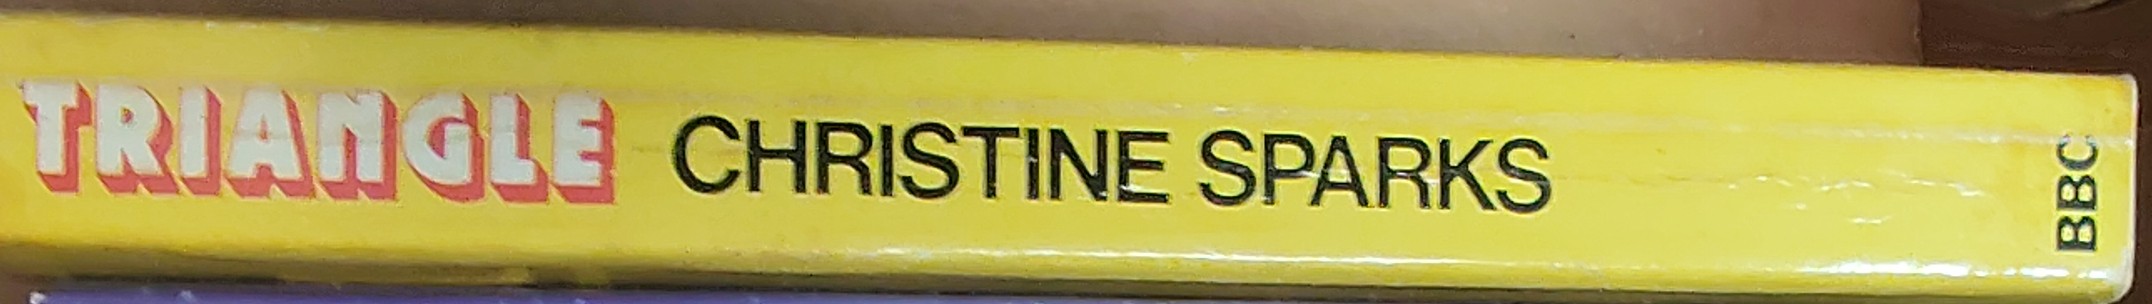 TRIANGLE CHRISTINE SPARKS
BBC